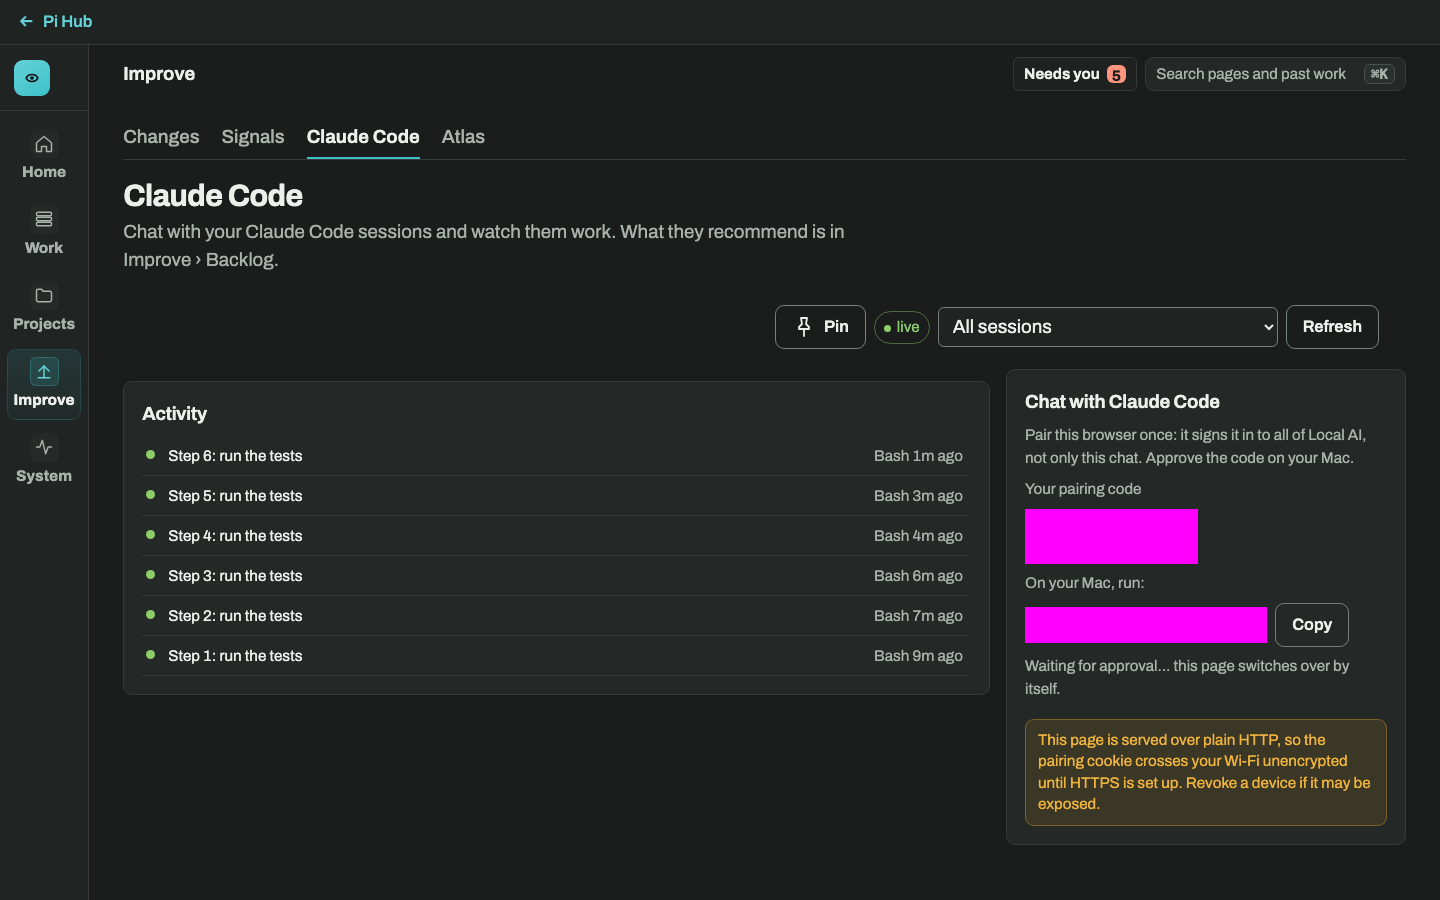 Pi Hub
Improve
Needs you 5
Search pages and past work ⌘K
Home
Work
Projects
Improve
System
Changes Signals Claude Code Atlas
Claude Code
Chat with your Claude Code sessions and watch them work. What they recommend is in
Improve › Backlog.
Pin
live
All sessions
Refresh
Activity
Step 6: run the tests Bash 1m ago
Step 5: run the tests Bash 3m ago
Step 4: run the tests Bash 4m ago
Step 3: run the tests Bash 6m ago
Step 2: run the tests Bash 7m ago
Step 1: run the tests Bash 9m ago
Chat with Claude Code
Pair this browser once: it signs it in to all of Local AI,
not only this chat. Approve the code on your Mac.
Your pairing code
On your Mac, run:
Copy
Waiting for approval… this page switches over by
itself.
This page is served over plain HTTP, so the
pairing cookie crosses your Wi-Fi unencrypted
until HTTPS is set up. Revoke a device if it may be
exposed.